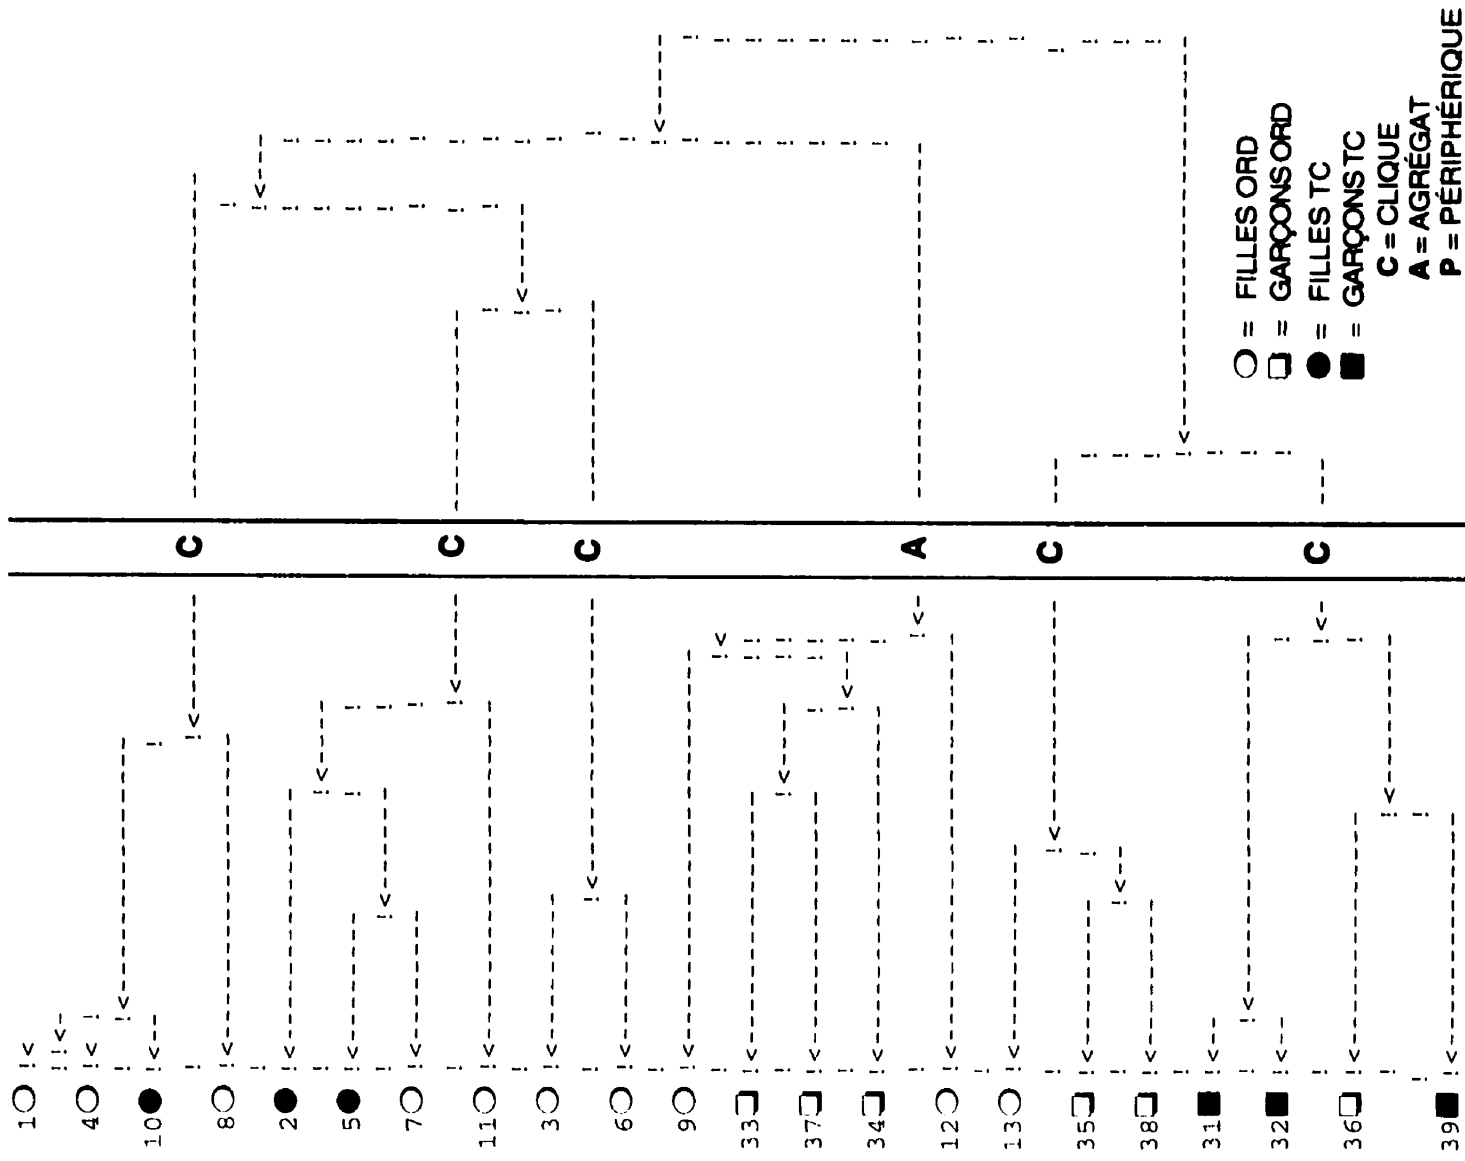 1
4
10
8
2
5
7
11
3
6
9
33
37
34
12
13
35
38
31
32
36
39
C
C
C
A
C
C
= FILLES ORD
= GARÇONS ORD
= FILLES TC
= GARÇONS TC
C = CLIQUE
A = AGRÉGAT
P = PÉRIPHÉRIQUE